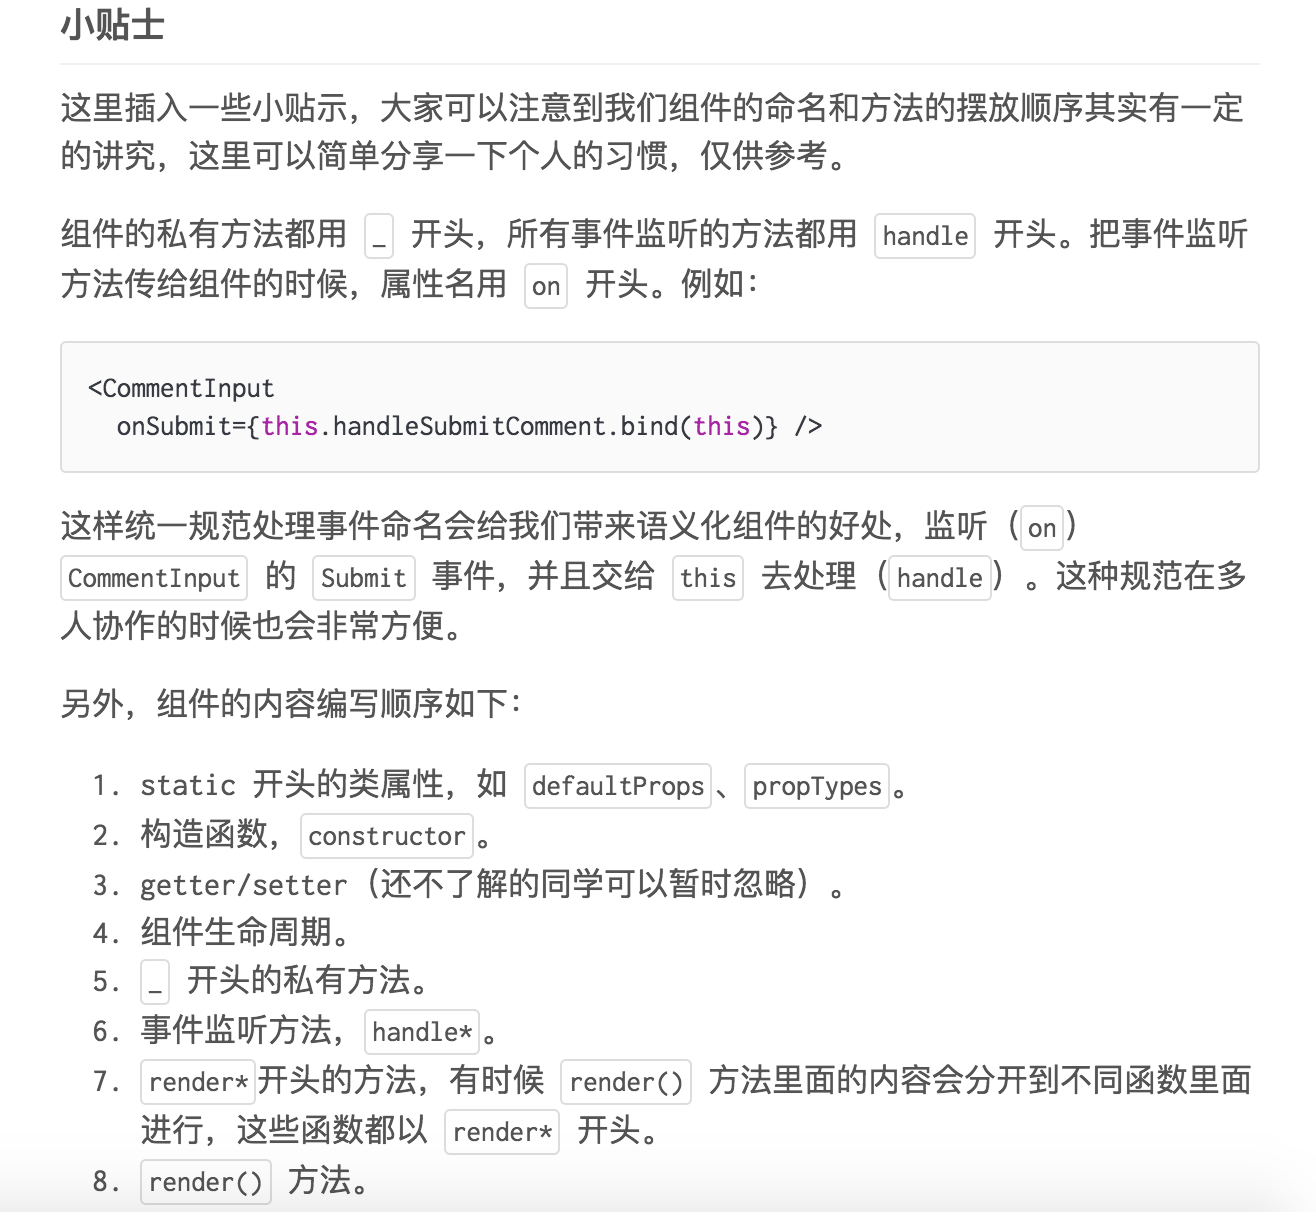 小贴士
这里插入一些小贴示，大家可以注意到我们组件的命名和方法的摆放顺序其实有一定
的讲究，这里可以简单分享一下个人的习惯，仅供参考。
组件的私有方法都用 _ 开头，所有事件监听的方法都用 handle 开头。把事件监听
方法传给组件的时候，属性名用 on 开头。例如：
<CommentInput
  onSubmit={this.handleSubmitComment.bind(this)} />
这样统一规范处理事件命名会给我们带来语义化组件的好处，监听（on）
CommentInput 的 Submit 事件，并且交给 this 去处理（handle）。这种规范在多
人协作的时候也会非常方便。
另外，组件的内容编写顺序如下：
1. static 开头的类属性，如 defaultProps、propTypes。
2. 构造函数，constructor。
3. getter/setter（还不了解的同学可以暂时忽略）。
4. 组件生命周期。
5. _ 开头的私有方法。
6. 事件监听方法，handle*。
7. render*开头的方法，有时候 render() 方法里面的内容会分开到不同函数里面
进行，这些函数都以 render* 开头。
8. render() 方法。